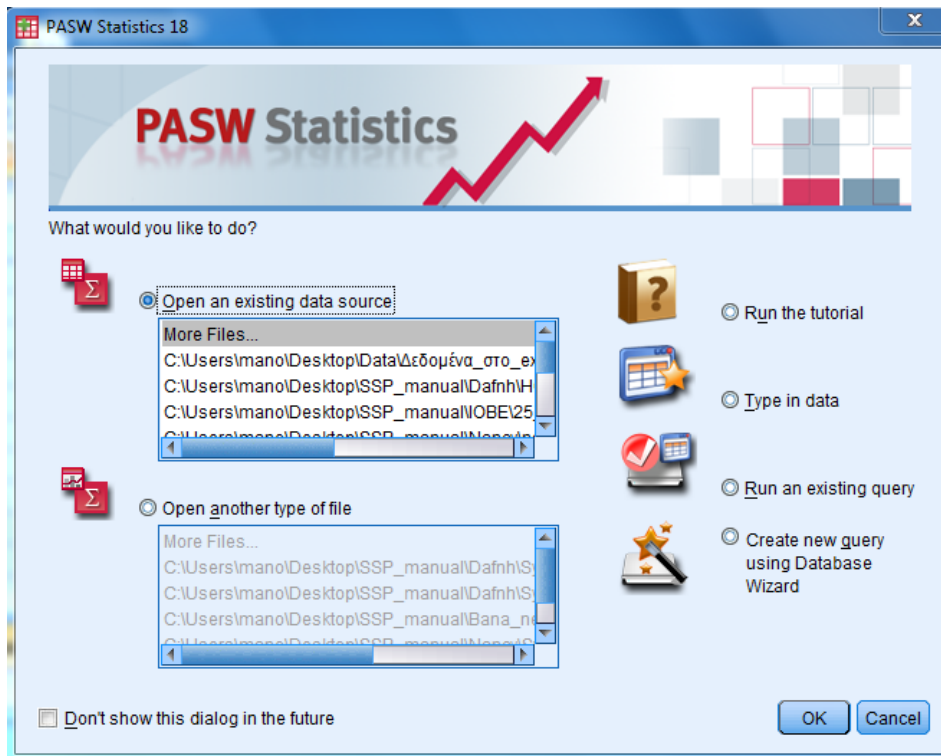 PASW Statistics 18
PASW Statistics
What would you like to do?
Open an existing data source
More Files...
C:\Users\mano\Desktop\Data\Δεδομένα_στο_ex
C:\Users\mano\Desktop\SSP_manual\Dafnh\H
C:\Users\mano\Desktop\SSP_manual\IOBE\25_
Open another type of file
More Files...
C:\Users\mano\Desktop\SSP_manual\Dafnh\Sy
C:\Users\mano\Desktop\SSP_manual\Dafnh\Sy
C:\Users\mano\Desktop\SSP_manual\Bana_ne
Run the tutorial
Type in data
Run an existing query
Create new query
using Database
Wizard
Don't show this dialog in the future
OK
Cancel